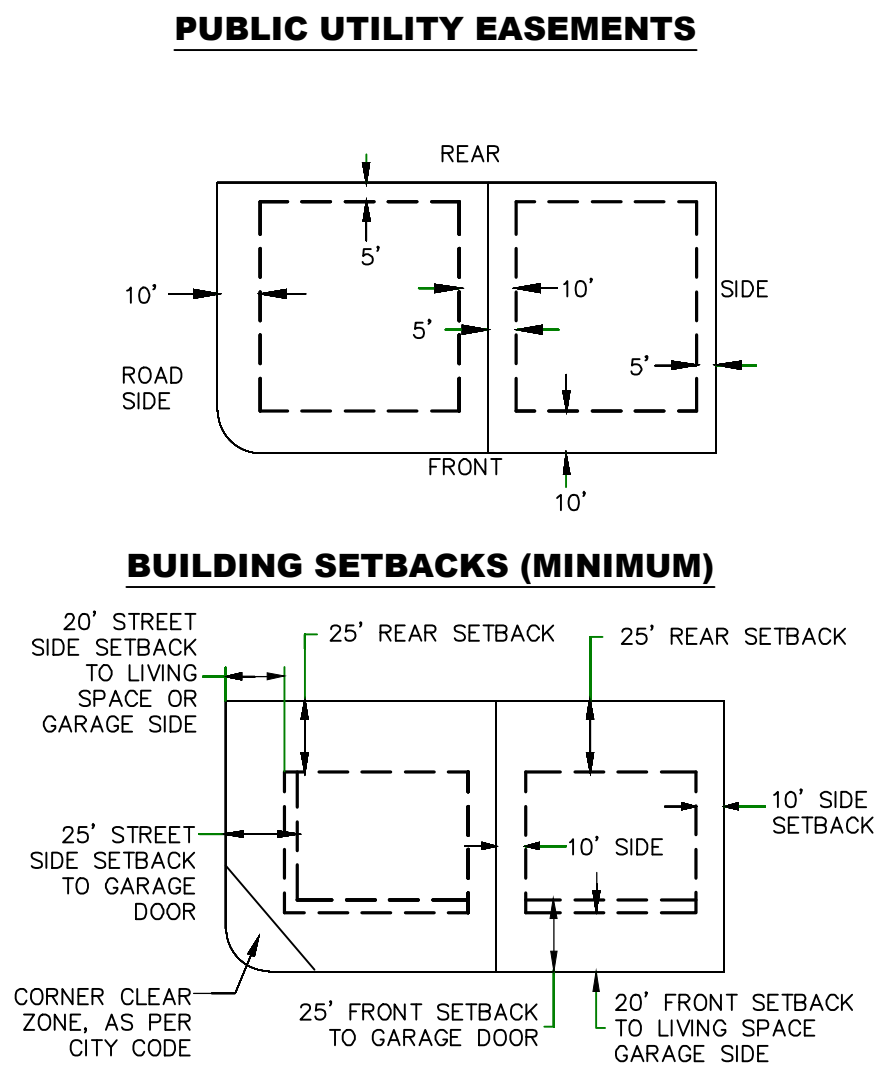 PUBLIC UTILITY EASEMENTS
REAR
5'
10'
10'
SIDE
5'
5'
ROAD
SIDE
FRONT
10'
BUILDING SETBACKS (MINIMUM)
20' STREET
SIDE SETBACK
TO LIVING
SPACE OR
GARAGE SIDE
25' REAR SETBACK
25' REAR SETBACK
10' SIDE
SETBACK
25' STREET
SIDE SETBACK
TO GARAGE
DOOR
10' SIDE
CORNER CLEAR
ZONE, AS PER
CITY CODE
25' FRONT SETBACK
TO GARAGE DOOR
20' FRONT SETBACK
TO LIVING SPACE
GARAGE SIDE